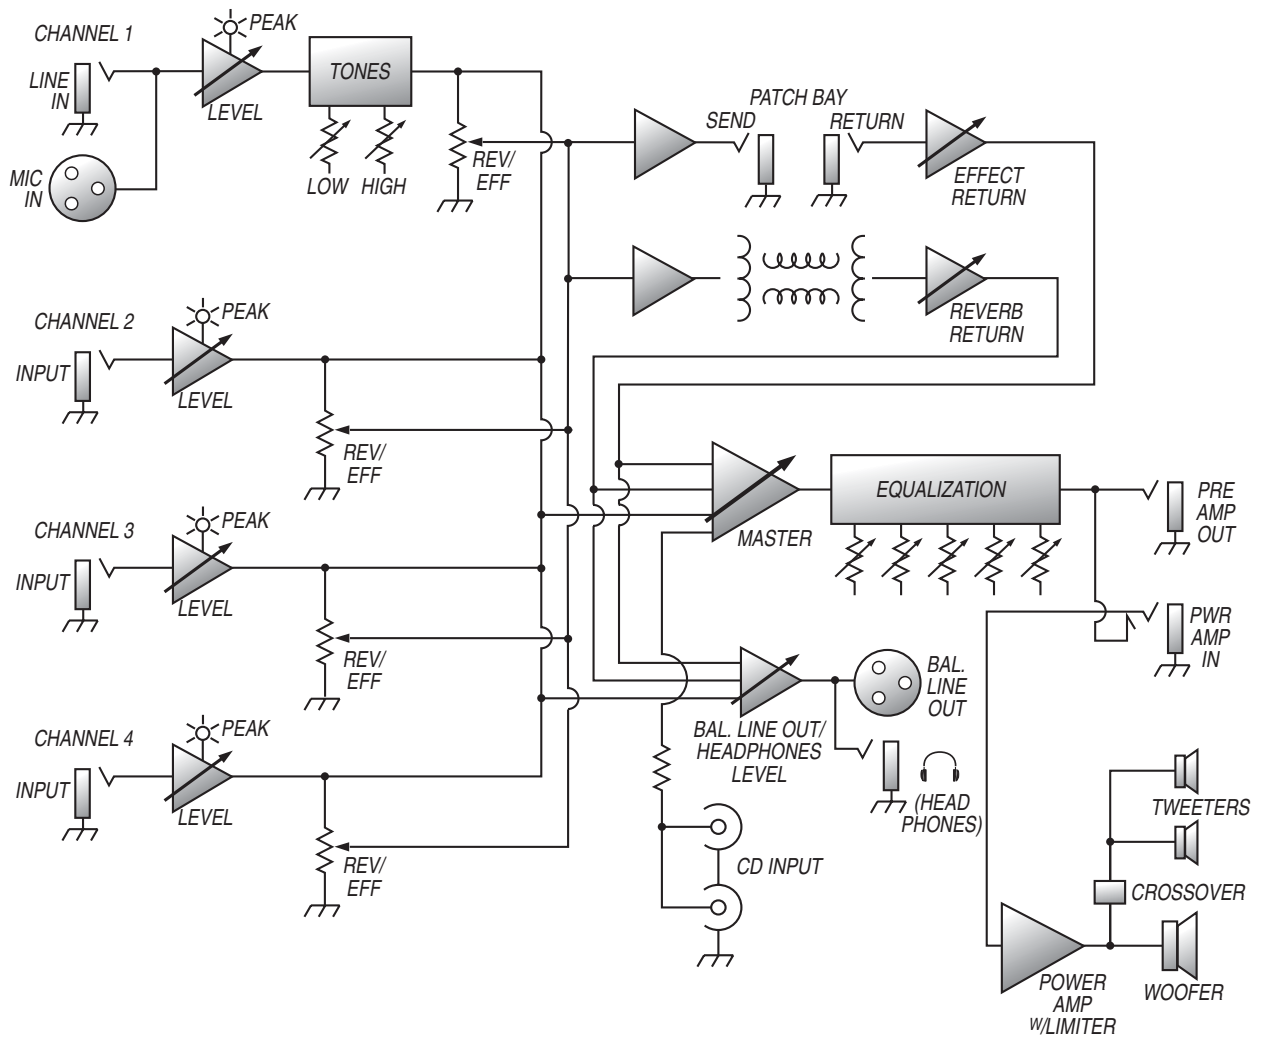 CHANNEL 1
PEAK
LINE
IN
LEVEL
TONES
LOW
HIGH
MIC
IN
REV/
EFF
PATCH BAY
SEND
RETURN
EFFECT
RETURN
REVERB
RETURN
CHANNEL 2
PEAK
INPUT
LEVEL
REV/
EFF
CHANNEL 3
PEAK
INPUT
LEVEL
REV/
EFF
CHANNEL 4
PEAK
INPUT
LEVEL
REV/
EFF
MASTER
EQUALIZATION
PRE
AMP
OUT
PWR
AMP
IN
BAL. LINE OUT/
HEADPHONES
LEVEL
BAL.
LINE
OUT
(HEAD
PHONES)
CD INPUT
TWEETERS
CROSSOVER
WOOFER
POWER
AMP
W/LIMITER